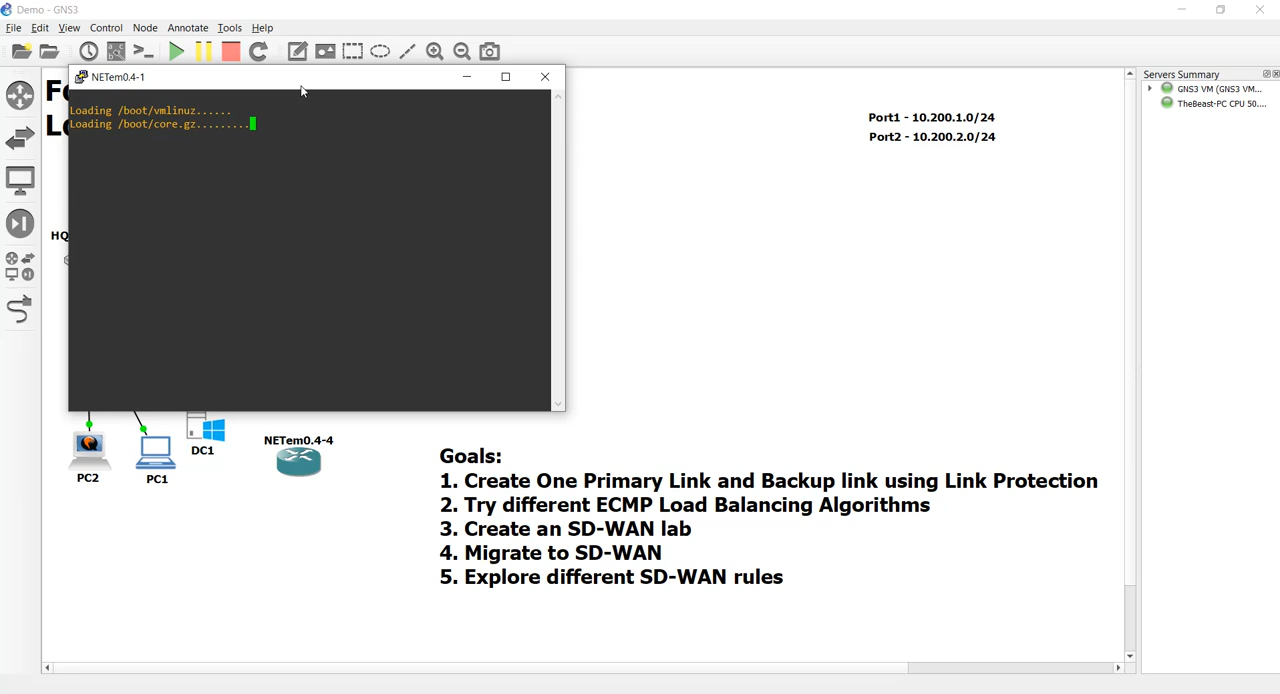 Demo - GNS3
File Edit View Control Node Annotate Tools Help
NETem0.4-1
Loading /boot/vmlinuz......
Loading /boot/core.gz.........
Fo
Lo
HQ
Port1 - 10.200.1.0/24
Port2 - 10.200.2.0/24
Servers Summary
GNS3 VM (GNS3 VM...
TheBeast-PC CPU 50....
PC2
PC1
DC1
NETem0.4-4
Goals:
1. Create One Primary Link and Backup link using Link Protection
2. Try different ECMP Load Balancing Algorithms
3. Create an SD-WAN lab
4. Migrate to SD-WAN
5. Explore different SD-WAN rules